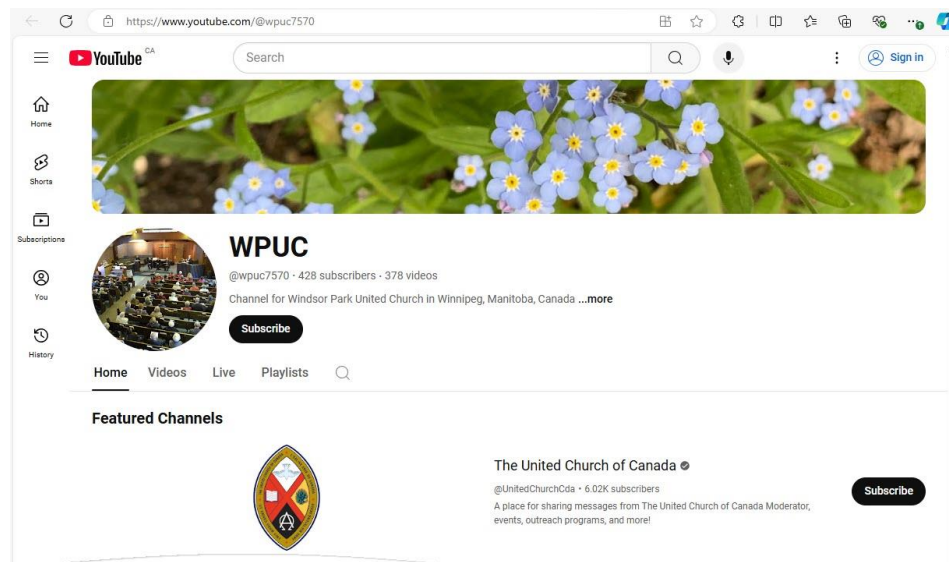 https://www.youtube.com/@wpuc7570
YouTube CA
Search
Sign in
Home
Shorts
Subscriptions
You
History
WPUC
@wpuc7570 · 428 subscribers · 378 videos
Channel for Windsor Park United Church in Winnipeg, Manitoba, Canada ...more
Subscribe
Home Videos Live Playlists
Featured Channels
The United Church of Canada
@UnitedChurchCda • 6.02K subscribers
A place for sharing messages from The United Church of Canada Moderator,
events, outreach programs, and more!
Subscribe